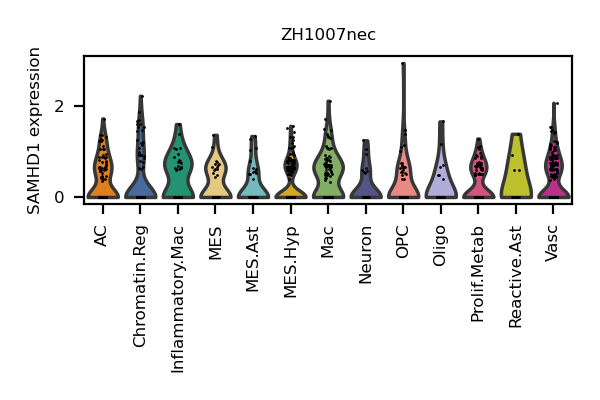 ZH1007nec
SAMHD1 expression
2
0
AC
Chromatin.Reg
Inflammatory.Mac
MES
MES.Ast
MES.Hyp
Mac
Neuron
OPC
Oligo
Prolif.Metab
Reactive.Ast
Vasc